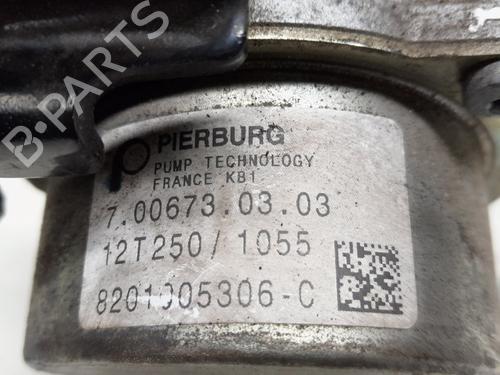 B-PARTS
PIERBURG
PUMP TECHNOLOGY
FRANCE KB1
7.00673.03.03
12T250/1055
8201005306-C